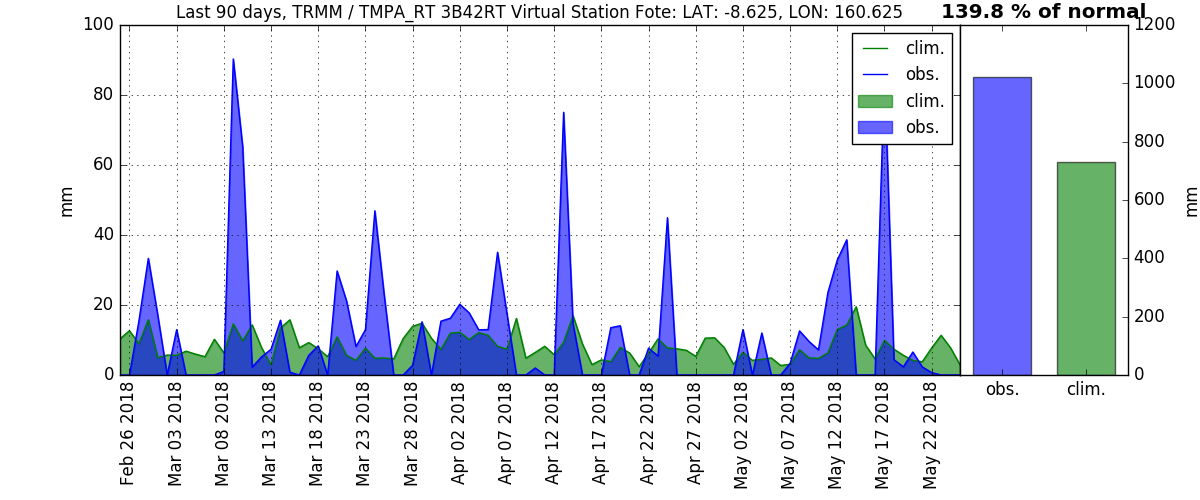 Last 90 days, TRMM / TMPA_RT 3B42RT Virtual Station Fote: LAT: -8.625, LON: 160.625
139.8 % of normal
100
80
60
40
20
0
mm
clim.
obs.
clim.
obs.
1200
1000
800
600
400
200
0
mm
Feb 26 2018
Mar 03 2018
Mar 08 2018
Mar 13 2018
Mar 18 2018
Mar 23 2018
Mar 28 2018
Apr 02 2018
Apr 07 2018
Apr 12 2018
Apr 17 2018
Apr 22 2018
Apr 27 2018
May 02 2018
May 07 2018
May 12 2018
May 17 2018
May 22 2018
obs.
clim.